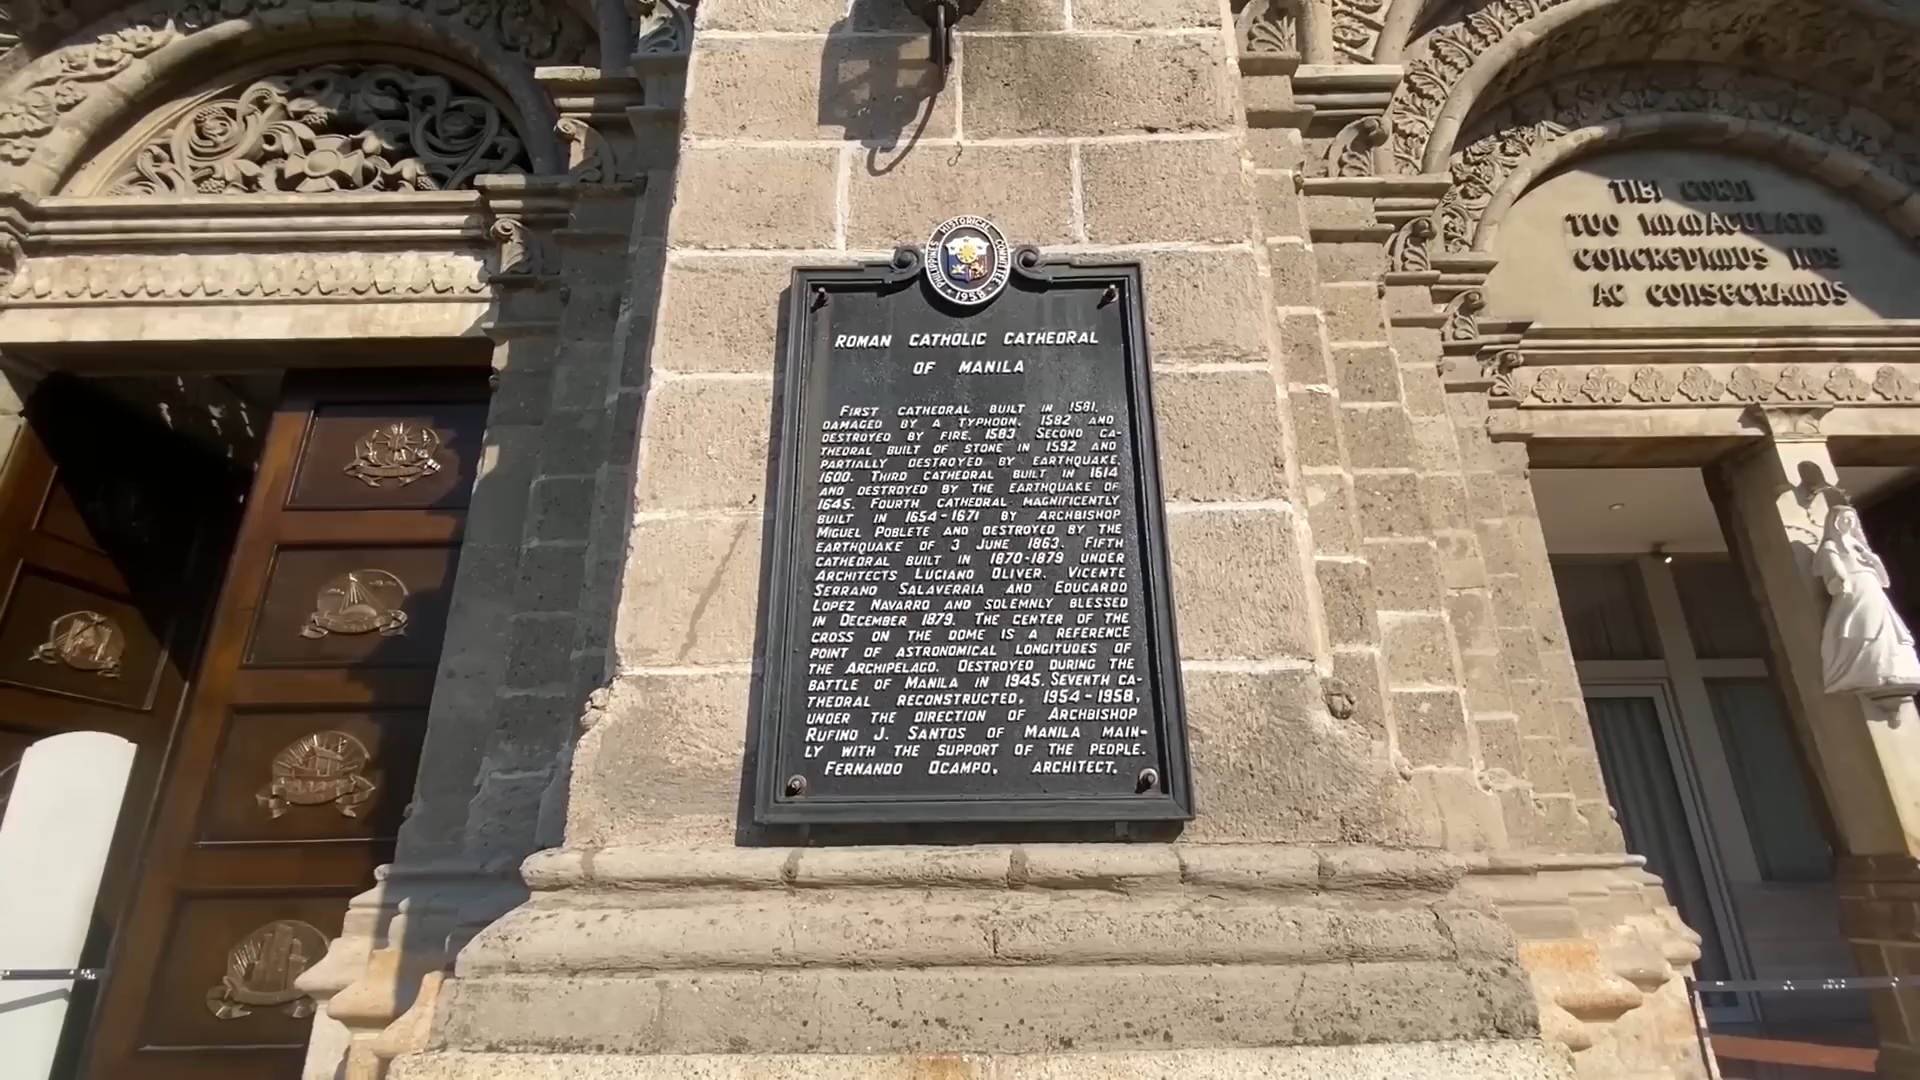 PHILIPPINES HISTORICAL COMMITTEE
1958
ROMAN CATHOLIC CATHEDRAL
OF MANILA
FIRST CATHEDRAL BUILT IN 1581.
DAMAGED BY A TYPHOON, 1582 AND
DESTROYED BY FIRE, 1583. SECOND CA-
THEDRAL BUILT OF STONE IN 1592 AND
PARTIALLY DESTROYED BY EARTHQUAKE,
1600. THIRD CATHEDRAL BUILT IN 1614
AND DESTROYED BY THE EARTHQUAKE OF
1645. FOURTH CATHEDRAL MAGNIFICENTLY
BUILT IN 1654-1671 BY ARCHBISHOP
MIGUEL POBLETE AND DESTROYED BY THE
EARTHQUAKE OF 3 JUNE 1863. FIFTH
CATHEDRAL BUILT IN 1870-1879 UNDER
ARCHITECTS LUCIANO OLIVER, VICENTE
SERRANO SALAVERRIA AND EDUCARDO
LOPEZ NAVARRO AND SOLEMNLY BLESSED
IN DECEMBER 1879. THE CENTER OF THE
CROSS ON THE DOME IS A REFERENCE
POINT OF ASTRONOMICAL LONGITUDES OF
THE ARCHIPELAGO. DESTROYED DURING THE
BATTLE OF MANILA IN 1945. SEVENTH CA-
THEDRAL RECONSTRUCTED, 1954-1958,
UNDER THE DIRECTION OF ARCHBISHOP
RUFINO J. SANTOS OF MANILA MAIN-
LY WITH THE SUPPORT OF THE PEOPLE.
FERNANDO OCAMPO, ARCHITECT.
TIBI CORDI
TUO IMMACULATO
CONCREDIMUS NOS
AC CONSECRAMUS